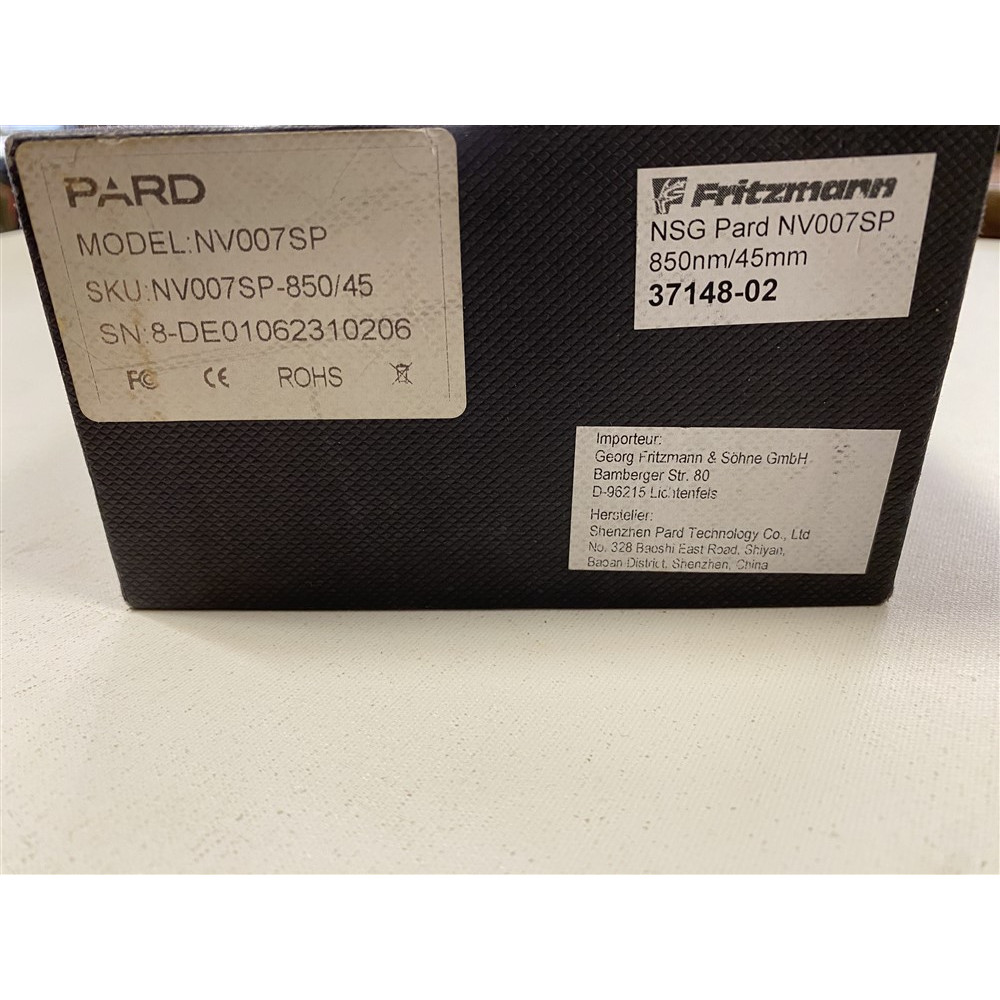 PARD
MODEL:NV007SP
SKU:NV007SP-850/45
SN:8-DE01062310206
FC CE ROHS
Fritzmann
NSG Pard NV007SP
850nm/45mm
37148-02
Importeur:
Georg Fritzmann & Söhne GmbH
Bamberger Str. 80
D-96215 Lichtenfels
Hersteller:
Shenzhen Pard Technology Co., Ltd
No. 328 Baoshi East Road, Shiyan,
Baoan District, Shenzhen, China